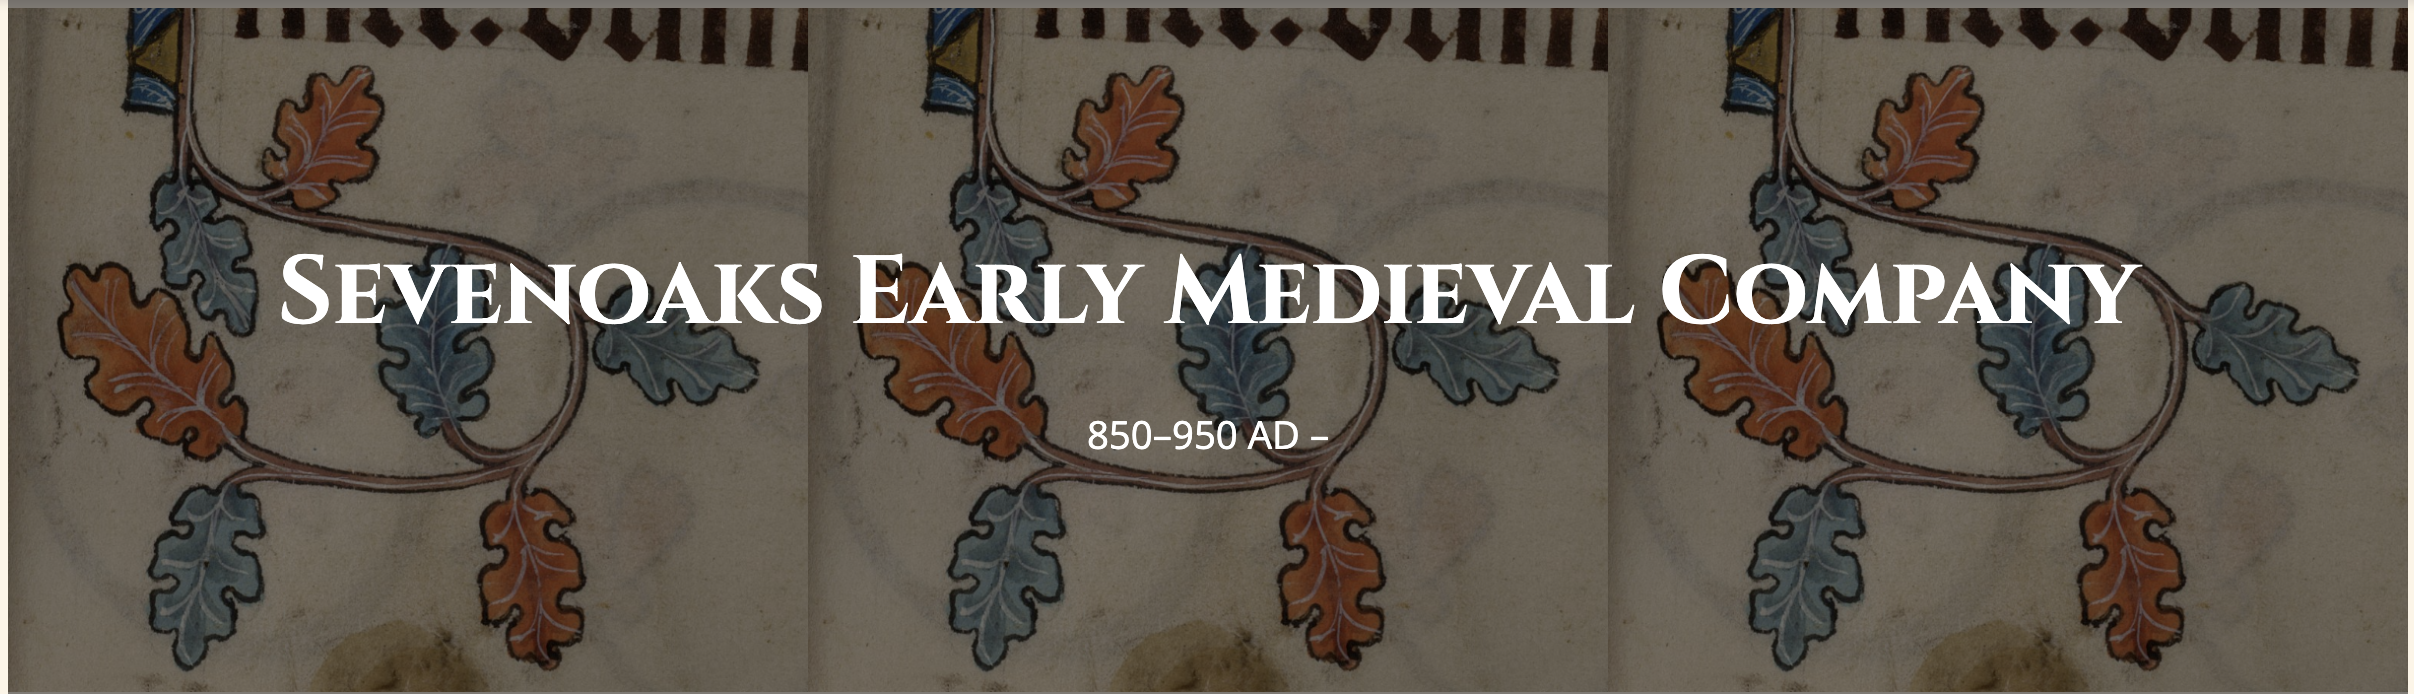 Sevenoaks Early Medieval Company
850–950 AD –